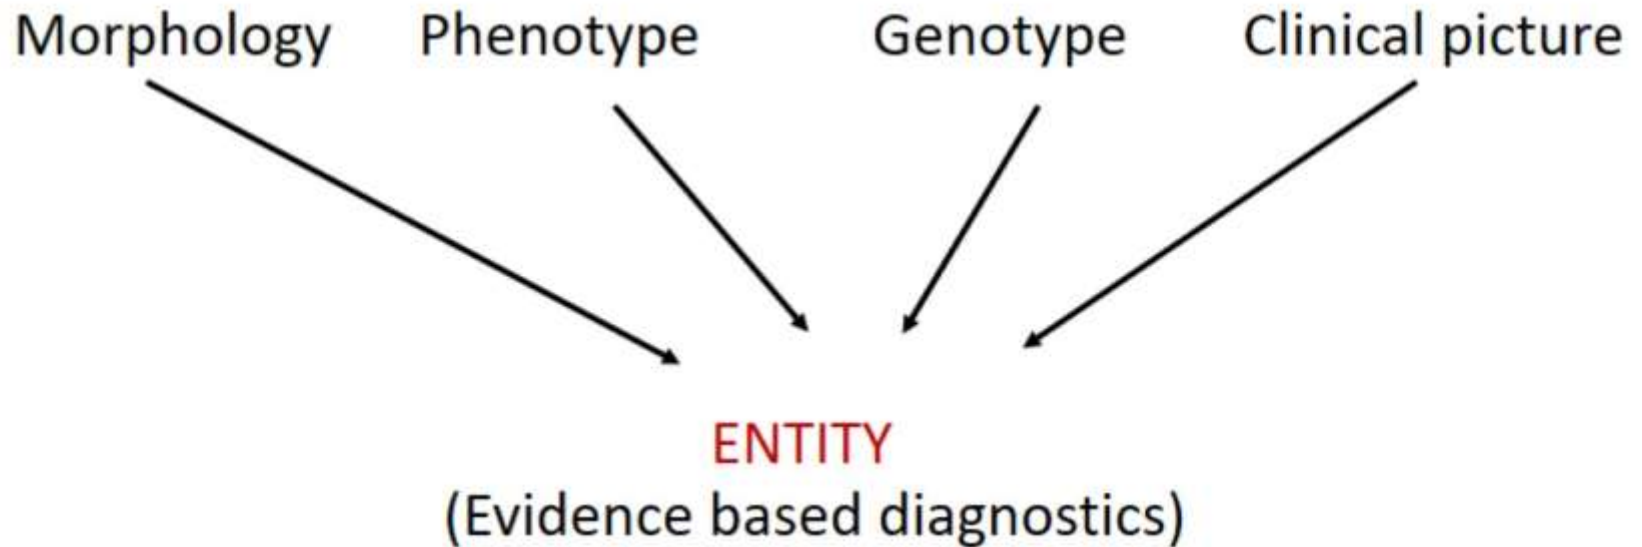 Morphology Phenotype Genotype Clinical picture
ENTITY
(Evidence based diagnostics)